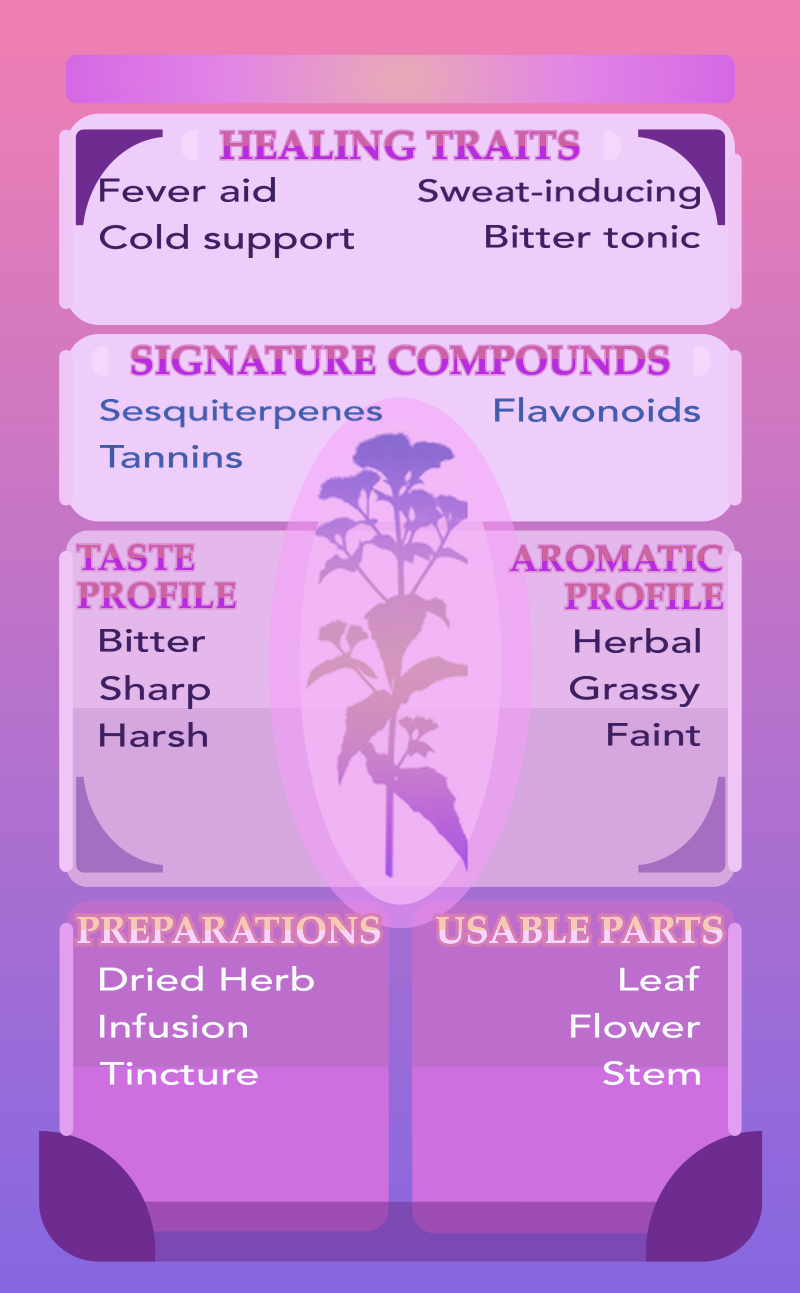 HEALING TRAITS
Fever aid
Sweat-inducing
Cold support
Bitter tonic
SIGNATURE COMPOUNDS
Sesquiterpenes
Flavonoids
Tannins
TASTE
PROFILE
Bitter
Sharp
Harsh
AROMATIC
PROFILE
Herbal
Grassy
Faint
PREPARATIONS
Dried Herb
Infusion
Tincture
USABLE PARTS
Leaf
Flower
Stem